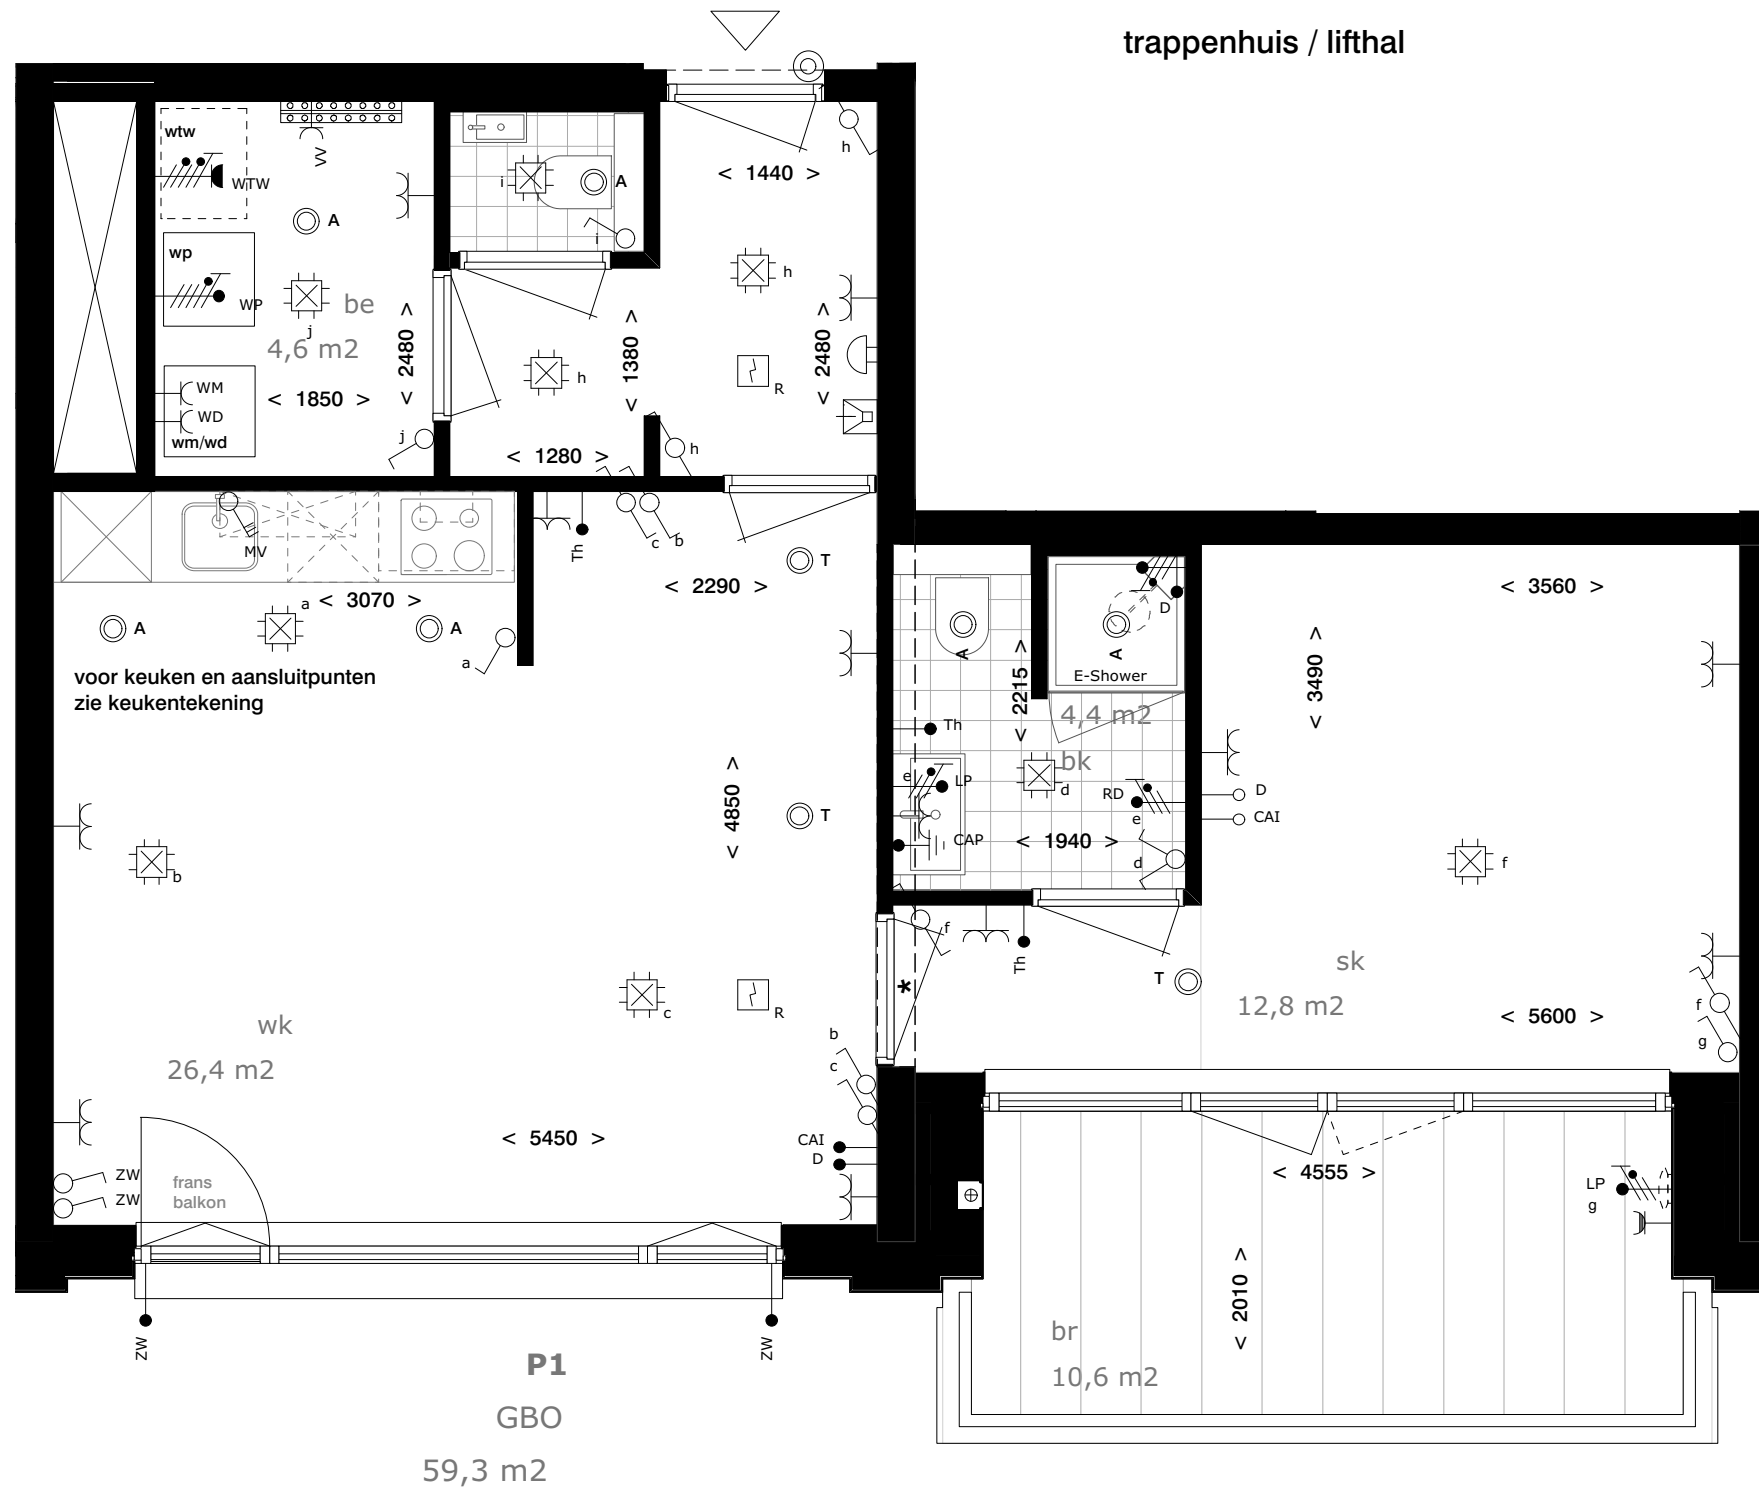 trappenhuis / lifthal
wtw
WTW
VV
A
wp
WP
j
be
4,6 m2
< 2480 >
WM
WD
wm/wd
< 1850 >
j
i
A
i
< 1440 >
h
h
h
< 1380 >
< 2480 >
R
< 1280 >
h
MV
a
< 3070 >
A
A
a
voor keuken en aansluitpunten
zie keukentekening
Th
c
b
< 2290 >
T
< 4850 >
T
b
c
R
wk
26,4 m2
b
c
< 5450 >
CAI
D
ZW
ZW
frans
balkon
ZW
ZW
P1
GBO
59,3 m2
A
< 2215 >
D
A
E-Shower
4,4 m2
bk
Th
e
LP
d
RD
e
CAP
< 1940 >
d
f
Th
*
T
< 3560 >
< 3490 >
D
CAI
f
sk
12,8 m2
< 5600 >
f
g
< 4555 >
LP
g
< 2010 >
br
10,6 m2